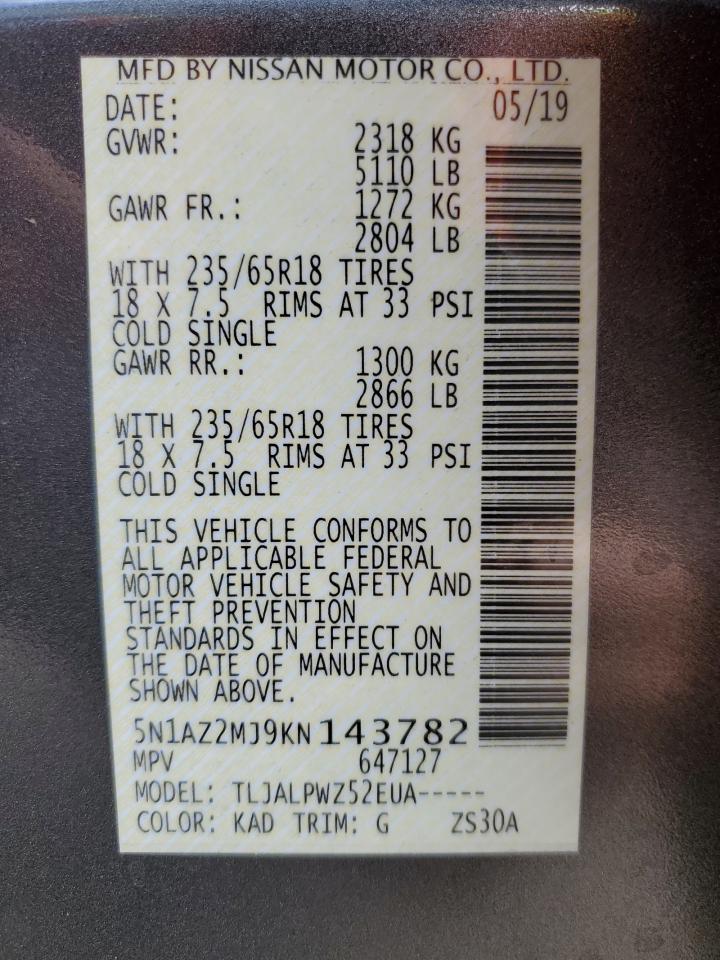 MFD BY NISSAN MOTOR CO., LTD.
DATE: 05/19
GVWR: 2318 KG
5110 LB
GAWR FR.: 1272 KG
2804 LB
WITH 235/65R18 TIRES
18 X 7.5 RIMS AT 33 PSI
COLD SINGLE
GAWR RR.: 1300 KG
2866 LB
WITH 235/65R18 TIRES
18 X 7.5 RIMS AT 33 PSI
COLD SINGLE
THIS VEHICLE CONFORMS TO
ALL APPLICABLE FEDERAL
MOTOR VEHICLE SAFETY AND
THEFT PREVENTION
STANDARDS IN EFFECT ON
THE DATE OF MANUFACTURE
SHOWN ABOVE.
5N1AZ2MJ9KN143782
MPV 647127
MODEL: TLJALPWZ52EUA-----
COLOR: KAD TRIM: G ZS30A